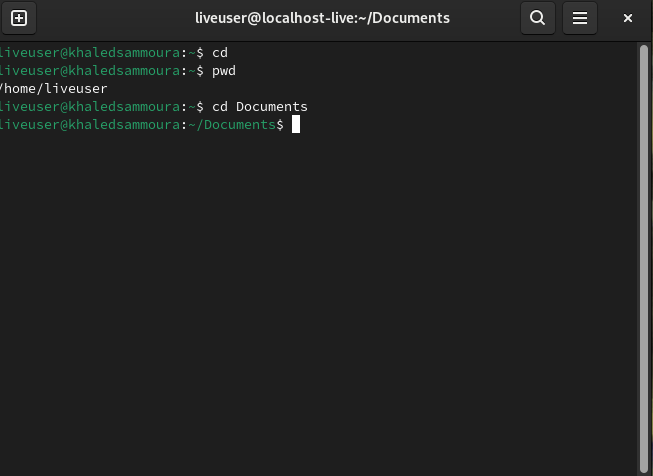 liveuser@localhost-live:~/Documents
liveuser@khaledsammoura:~$ cd
liveuser@khaledsammoura:~$ pwd
/home/liveuser
liveuser@khaledsammoura:~$ cd Documents
liveuser@khaledsammoura:~/Documents$